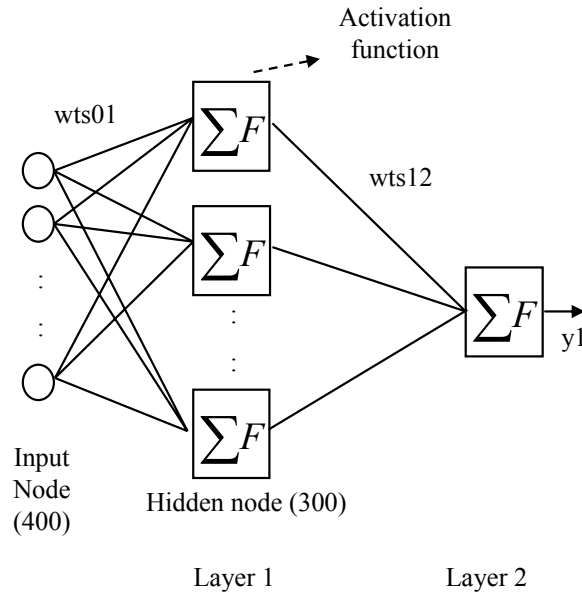 Activation
function
wts01
∑F
wts12
∑F
∑F
y1
∑F
Input
Node
(400)
Hidden node (300)
Layer 1
Layer 2